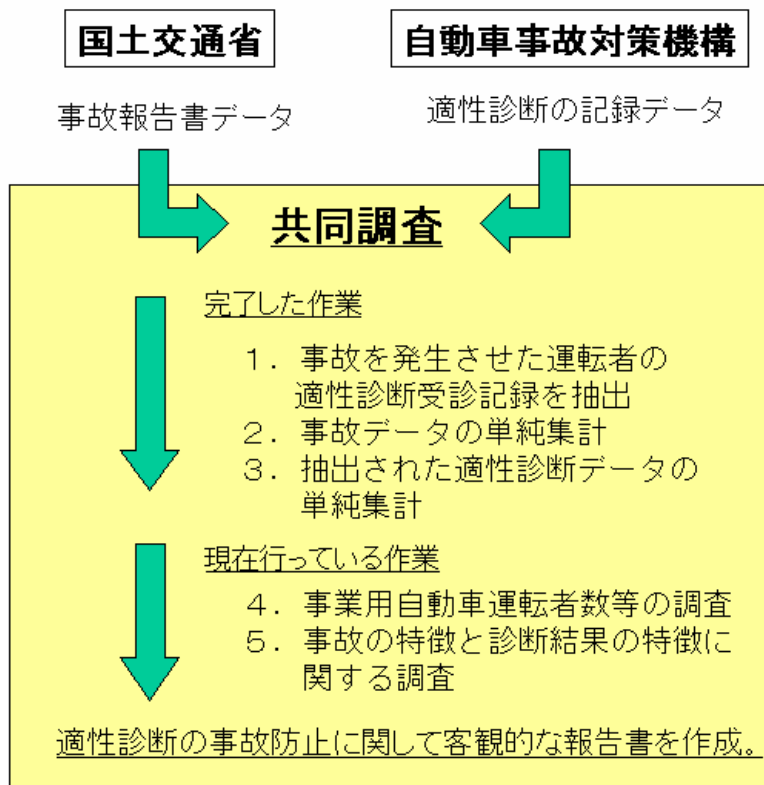 国土交通省
自動車事故対策機構
事故報告書データ
適性診断の記録データ
共同調査
完了した作業
１．事故を発生させた運転者の
適性診断受診記録を抽出
２．事故データの単純集計
３．抽出された適性診断データの
単純集計
現在行っている作業
４．事業用自動車運転者数等の調査
５．事故の特徴と診断結果の特徴に
関する調査
適性診断の事故防止に関して客観的な報告書を作成。